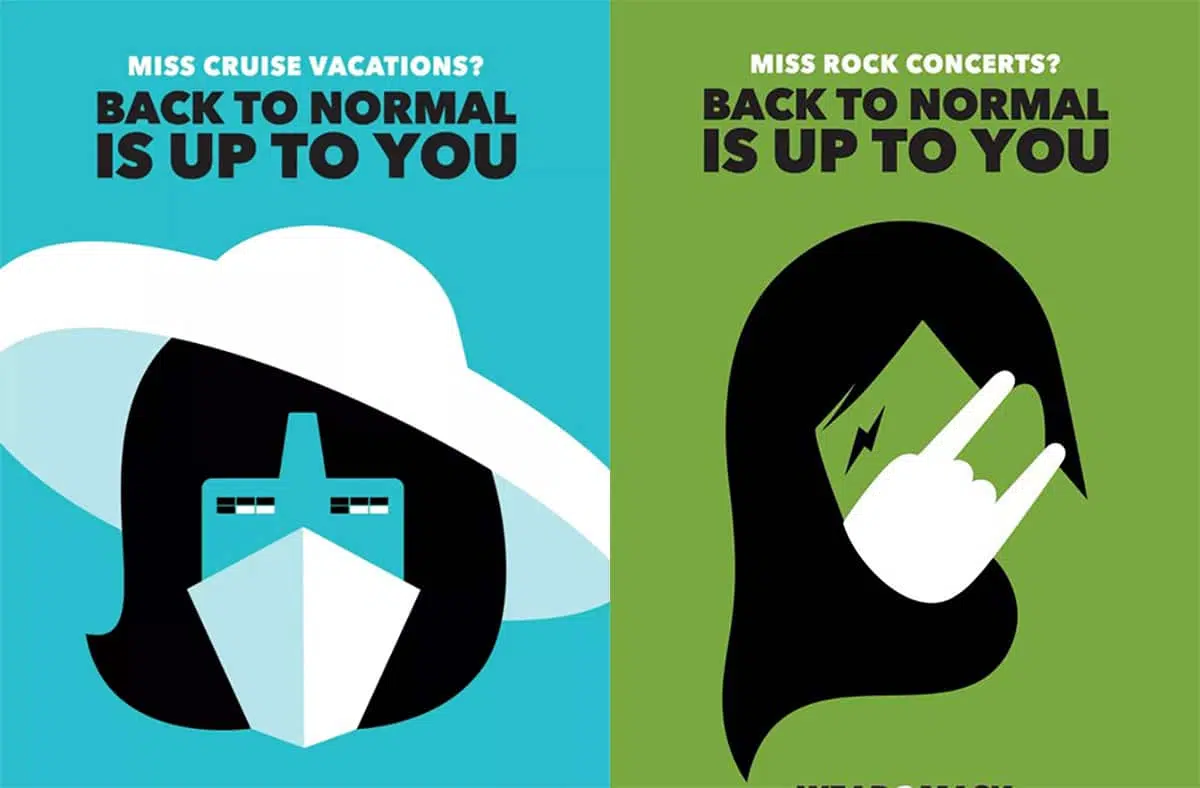 MISS CRUISE VACATIONS?
BACK TO NORMAL
IS UP TO YOU
MISS ROCK CONCERTS?
BACK TO NORMAL
IS UP TO YOU